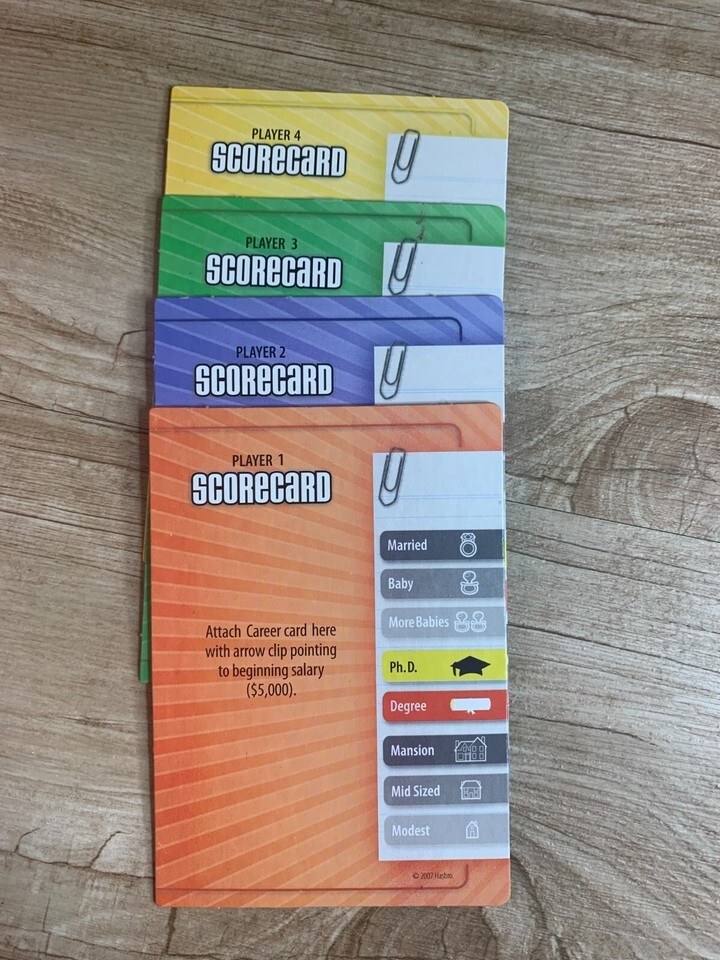 PLAYER 4
SCORECARD
PLAYER 3
SCORECARD
PLAYER 2
SCORECARD
PLAYER 1
SCORECARD
Married
Baby
More Babies
Attach Career card here
with arrow clip pointing
to beginning salary
($5,000).
Ph.D.
Degree
Mansion
Mid Sized
Modest
© 2007 Hasbro.